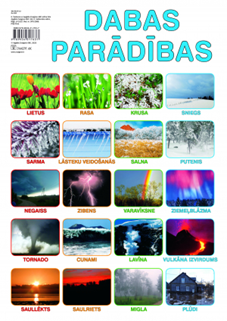 DABAS
PARĀDĪBAS
LIETUS RASA KRUSA SNIEGS
SARMA LĀSTEKU VEIDOŠANĀS SALNA PUTENIS
NEGAISS ZIBENS VARAVĪKSNE ZIEMEĻBLĀZMA
TORNADO CUNAMI LAVĪNA VULKĀNA IZVIRDUMS
SAULLĒKTS SAULRIETS MIGLA PLŪDI